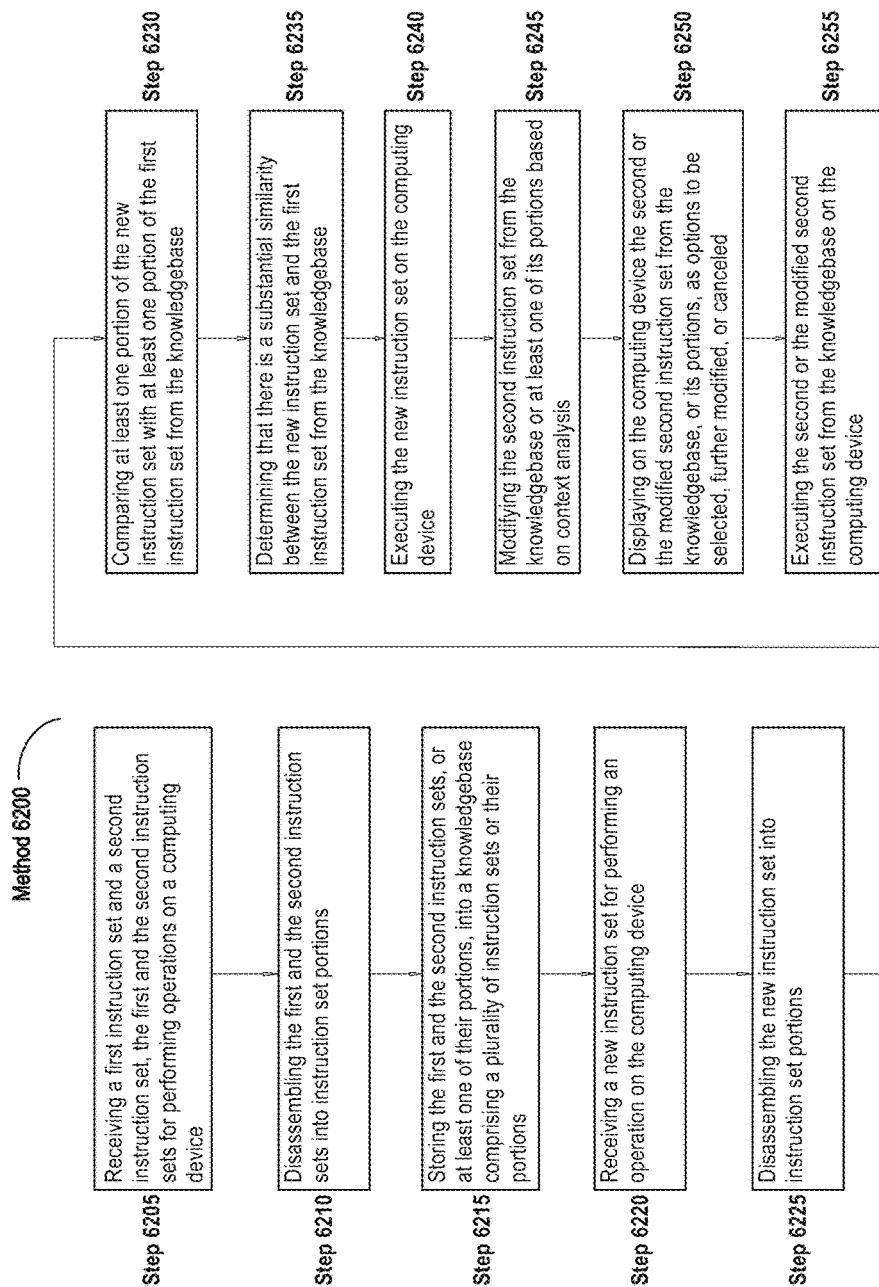 Method 6200
Step 6205
Receiving a first instruction set and a second
instruction set, the first and the second instruction
sets for performing operations on a computing
device
Step 6210
Disassembling the first and the second instruction
sets into instruction set portions
Step 6215
Storing the first and the second instruction sets, or
at least one of their portions, into a knowledgebase
comprising a plurality of instruction sets or their
portions
Step 6220
Receiving a new instruction set for performing an
operation on the computing device
Step 6225
Disassembling the new instruction set into
instruction set portions
Comparing at least one portion of the new
instruction set with at least one portion of the first
instruction set from the knowledgebase
Step 6230
Determining that there is a substantial similarity
between the new instruction set and the first
instruction set from the knowledgebase
Step 6235
Executing the new instruction set on the computing
device
Step 6240
Modifying the second instruction set from the
knowledgebase or at least one of its portions based
on context analysis
Step 6245
Displaying on the computing device the second or
the modified second instruction set from the
knowledgebase, or its portions, as options to be
selected, further modified, or canceled
Step 6250
Executing the second or the modified second
instruction set from the knowledgebase on the
computing device
Step 6255